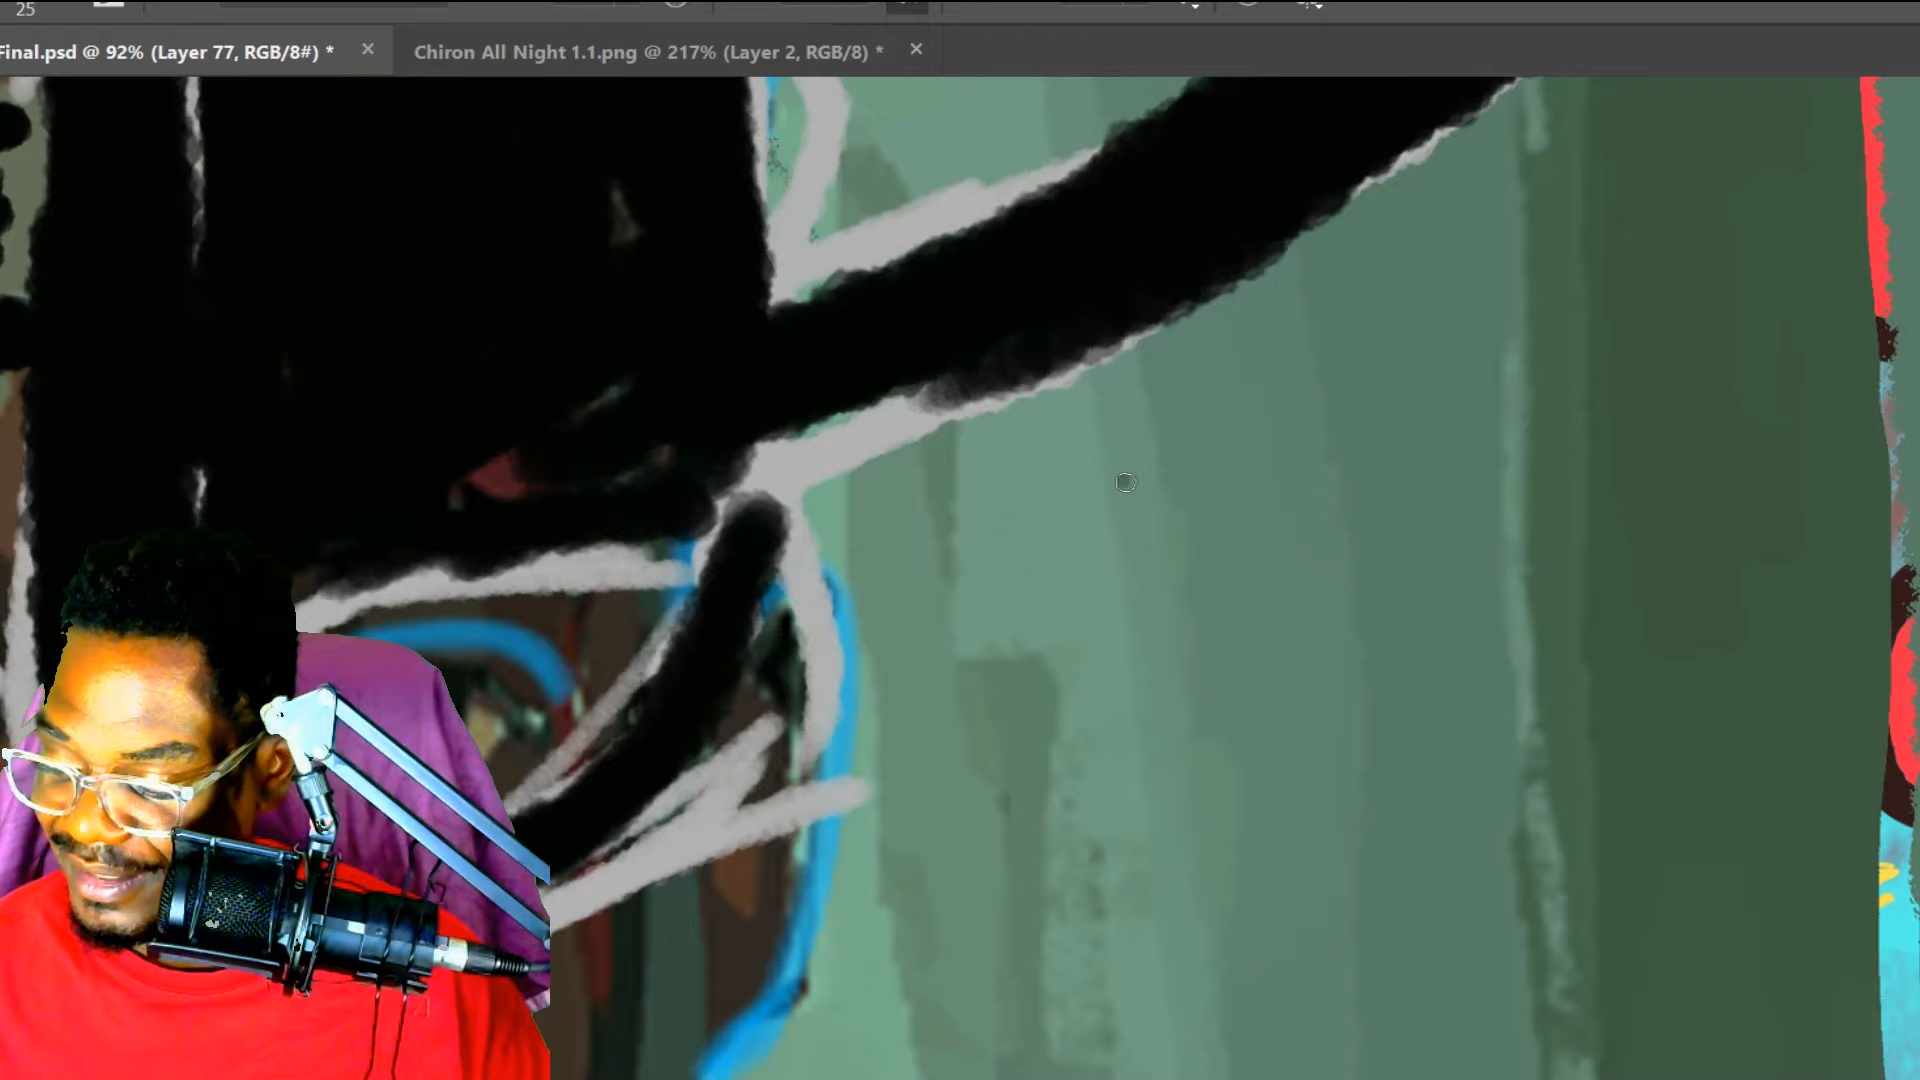 25
Final.psd @ 92% (Layer 77, RGB/8#) *
Chiron All Night 1.1.png @ 217% (Layer 2, RGB/8) *